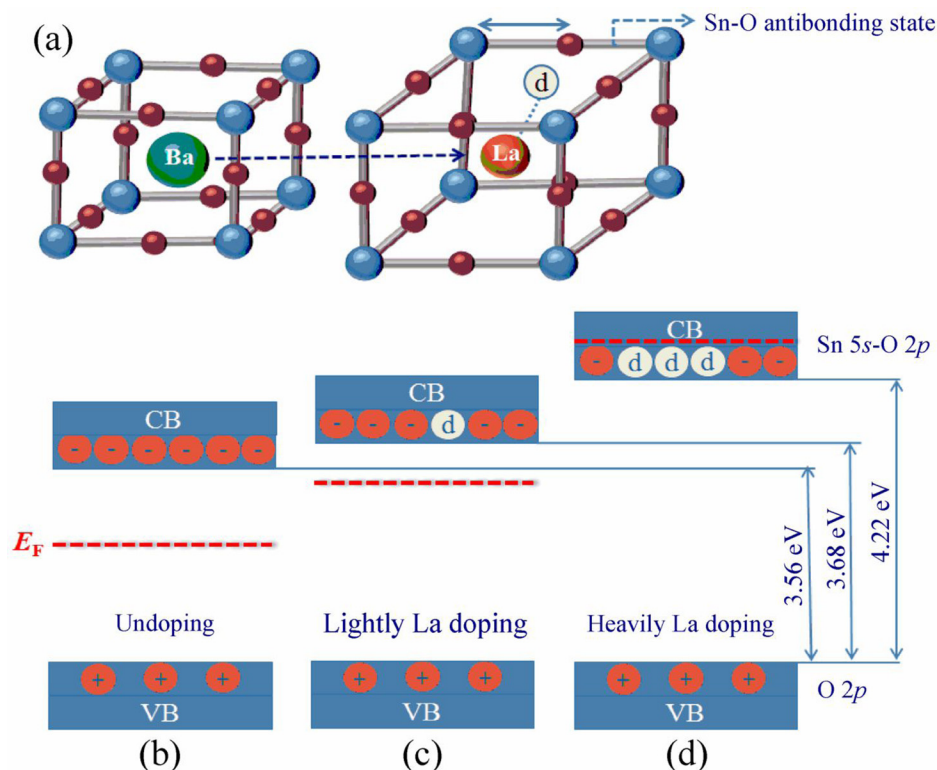 (a)
Sn-O antibonding state
d
Ba
La
CB
Sn 5s-O 2p
- d d d - -
CB
- - - d - -
CB
- - - - - -
E_F
3.56 eV
3.68 eV
4.22 eV
Undoping
Lightly La doping
Heavily La doping
+ + +
+ + +
+ + +
O 2p
VB
VB
VB
(b)
(c)
(d)